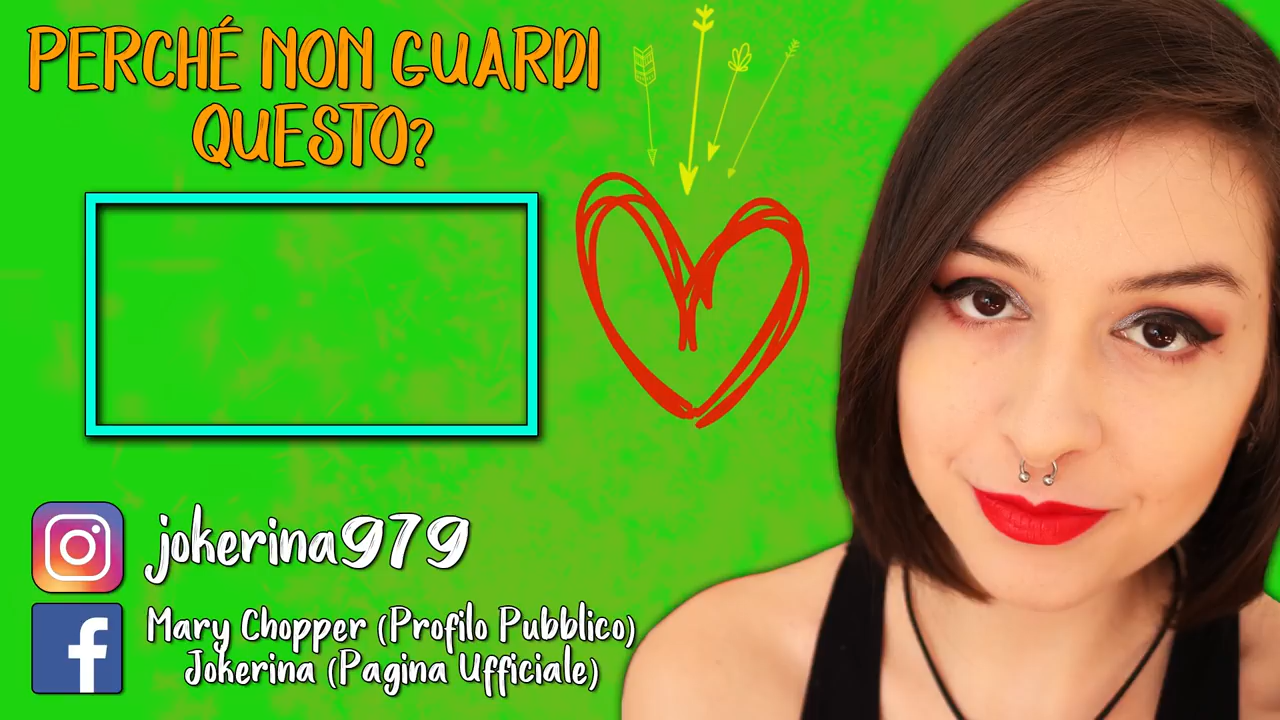 PERCHÉ NON GUARDI
QUESTO?
jokerina979
Mary Chopper (Profilo Pubblico)
Jokerina (Pagina Ufficiale)